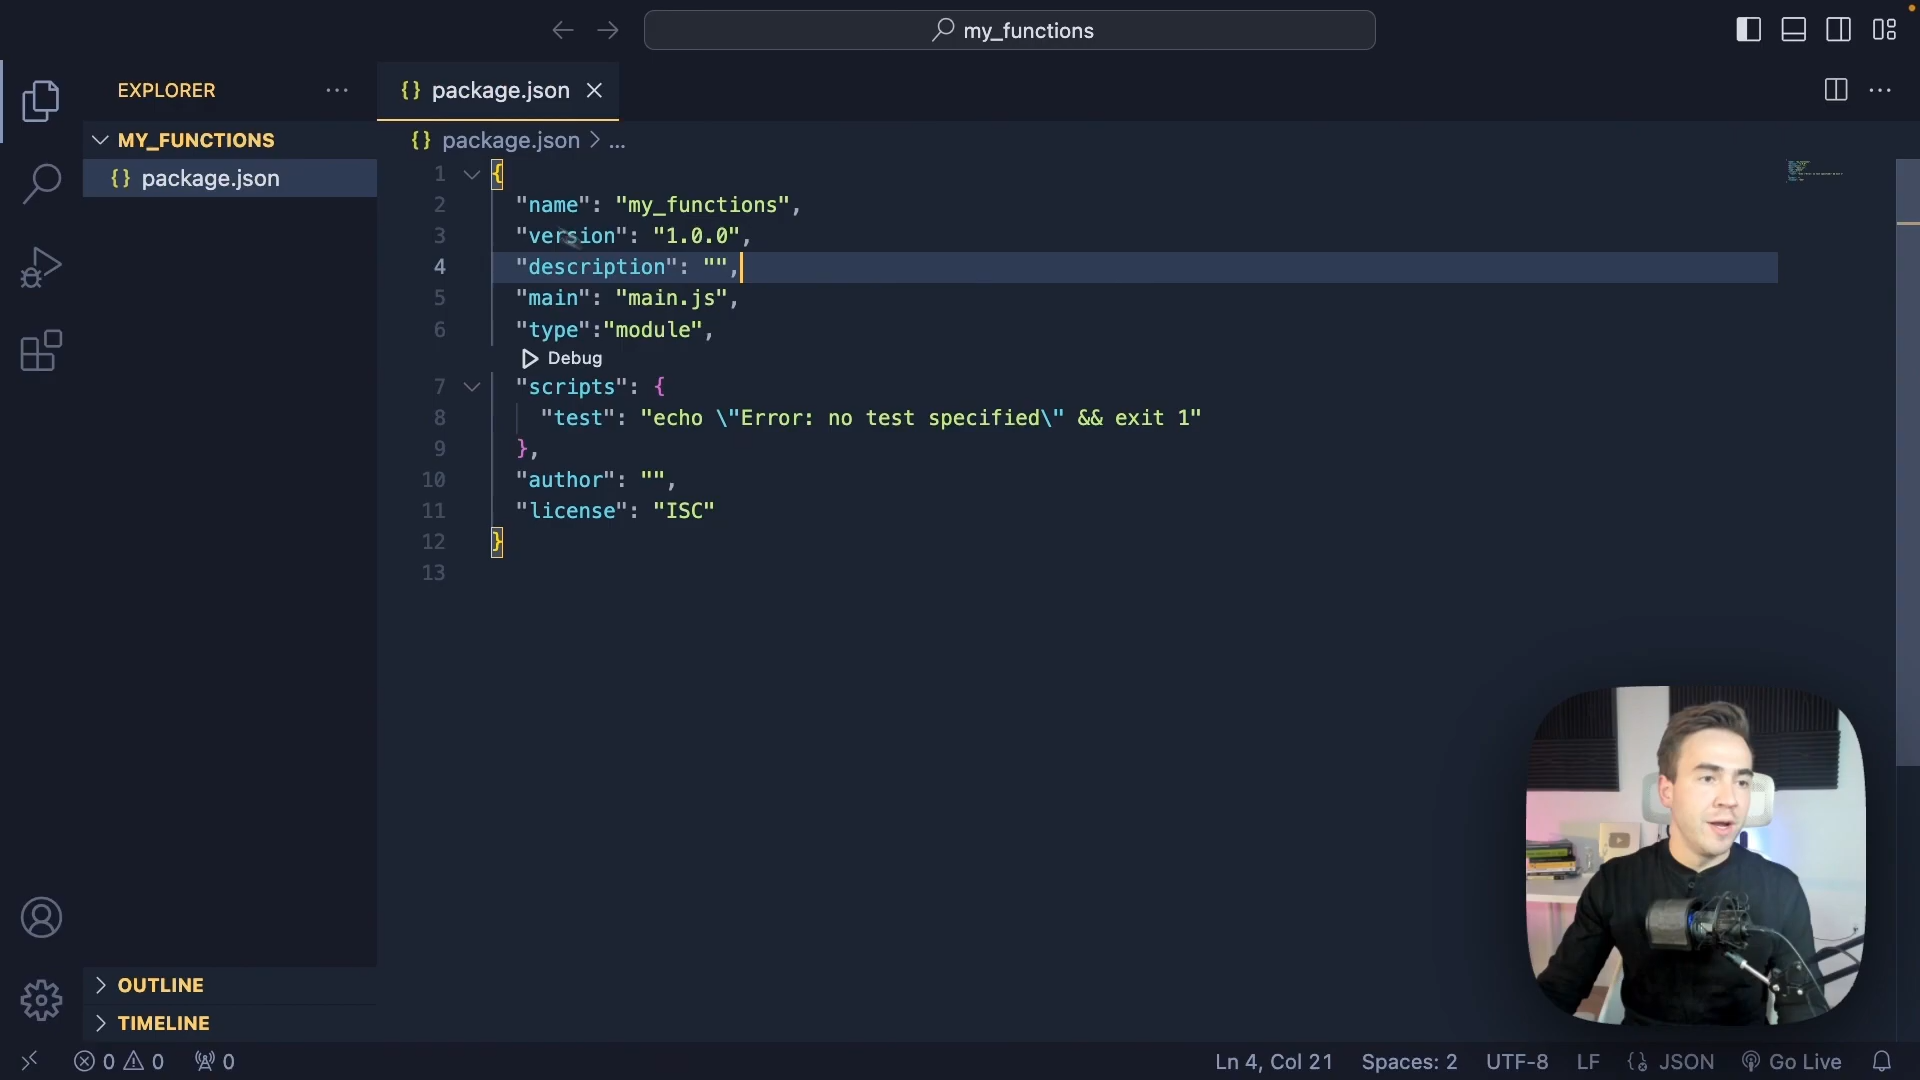 my_functions
EXPLORER
package.json
MY_FUNCTIONS
package.json
package.json > ...
1 {
2 "name": "my_functions",
3 "version": "1.0.0",
4 "description": "",
5 "main": "main.js",
6 "type":"module",
Debug
7 "scripts": {
8 "test": "echo \"Error: no test specified\" && exit 1"
9 },
10 "author": "",
11 "license": "ISC"
12 }
13
OUTLINE
TIMELINE
0 0 0
Ln 4, Col 21 Spaces: 2 UTF-8 LF JSON Go Live